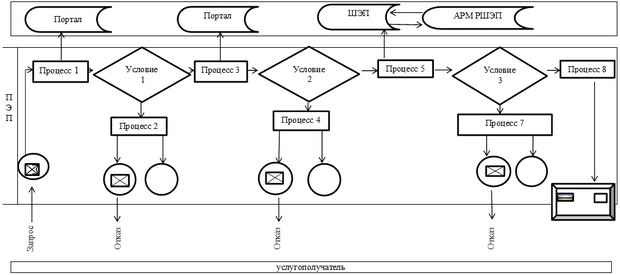 Портал
Портал
ШЭП
АРМ РШЭП
Процесс 1
Условие
1
Процесс 3
Условие
2
Процесс 5
Условие
3
Процесс 8
П
Э
П
Процесс 2
Процесс 4
Процесс 7
Запрос
Отказ
Отказ
Отказ
услугополучатель